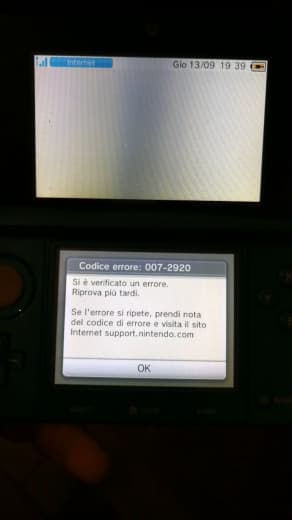 Internet
Gio 13/09 19 39
Codice errore: 007-2920
Si è verificato un errore.
Riprova più tardi.
Se l'errore si ripete, prendi nota
del codice di errore e visita il sito
Internet support.nintendo.com
OK